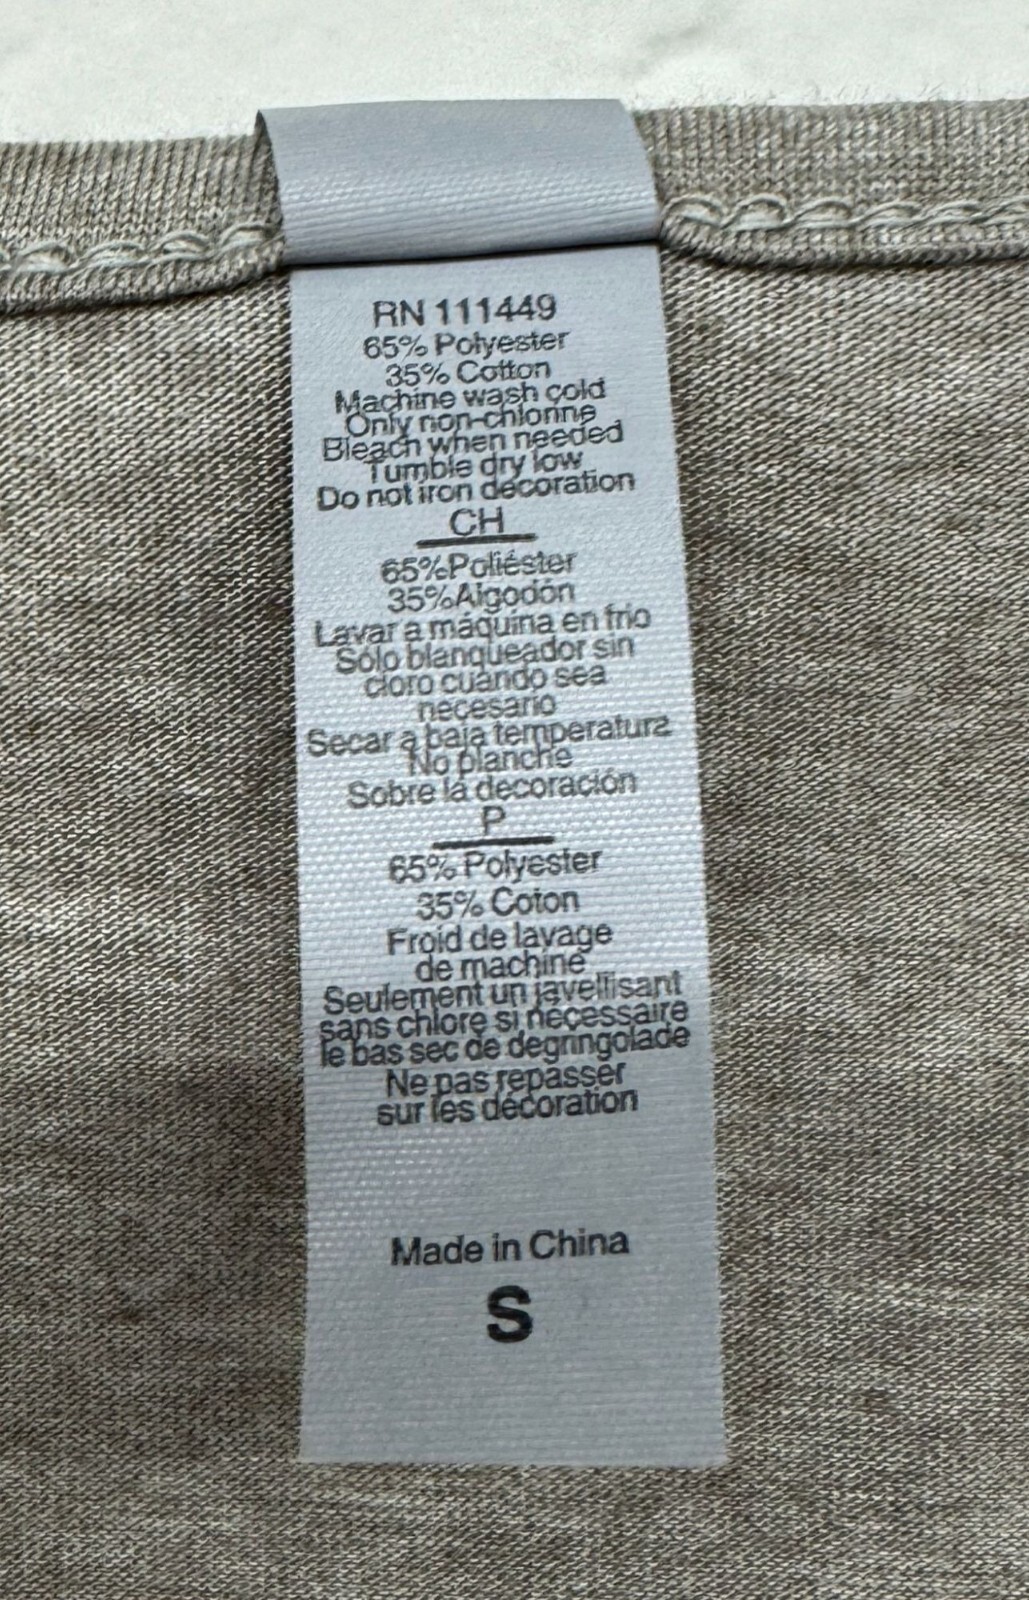 RN 111449
65% Polyester
35% Cotton
Machine wash cold
Only non-chlorine
Bleach when needed
Tumble dry low
Do not iron decoration
CH
65%Poliéster
35%Algodón
Lavar a máquina en frio
Sólo blanqueador sin
cloro cuando sea
necesario
Secar a baja temperatura
No planche
Sobre la decoración
P
65% Polyester
35% Coton
Froid de lavage
de machine
Seulement un javellisant
sans chlore si nécessaire
le bas sec de degringolade
Ne pas repasser
sur les décoration
Made in China
S